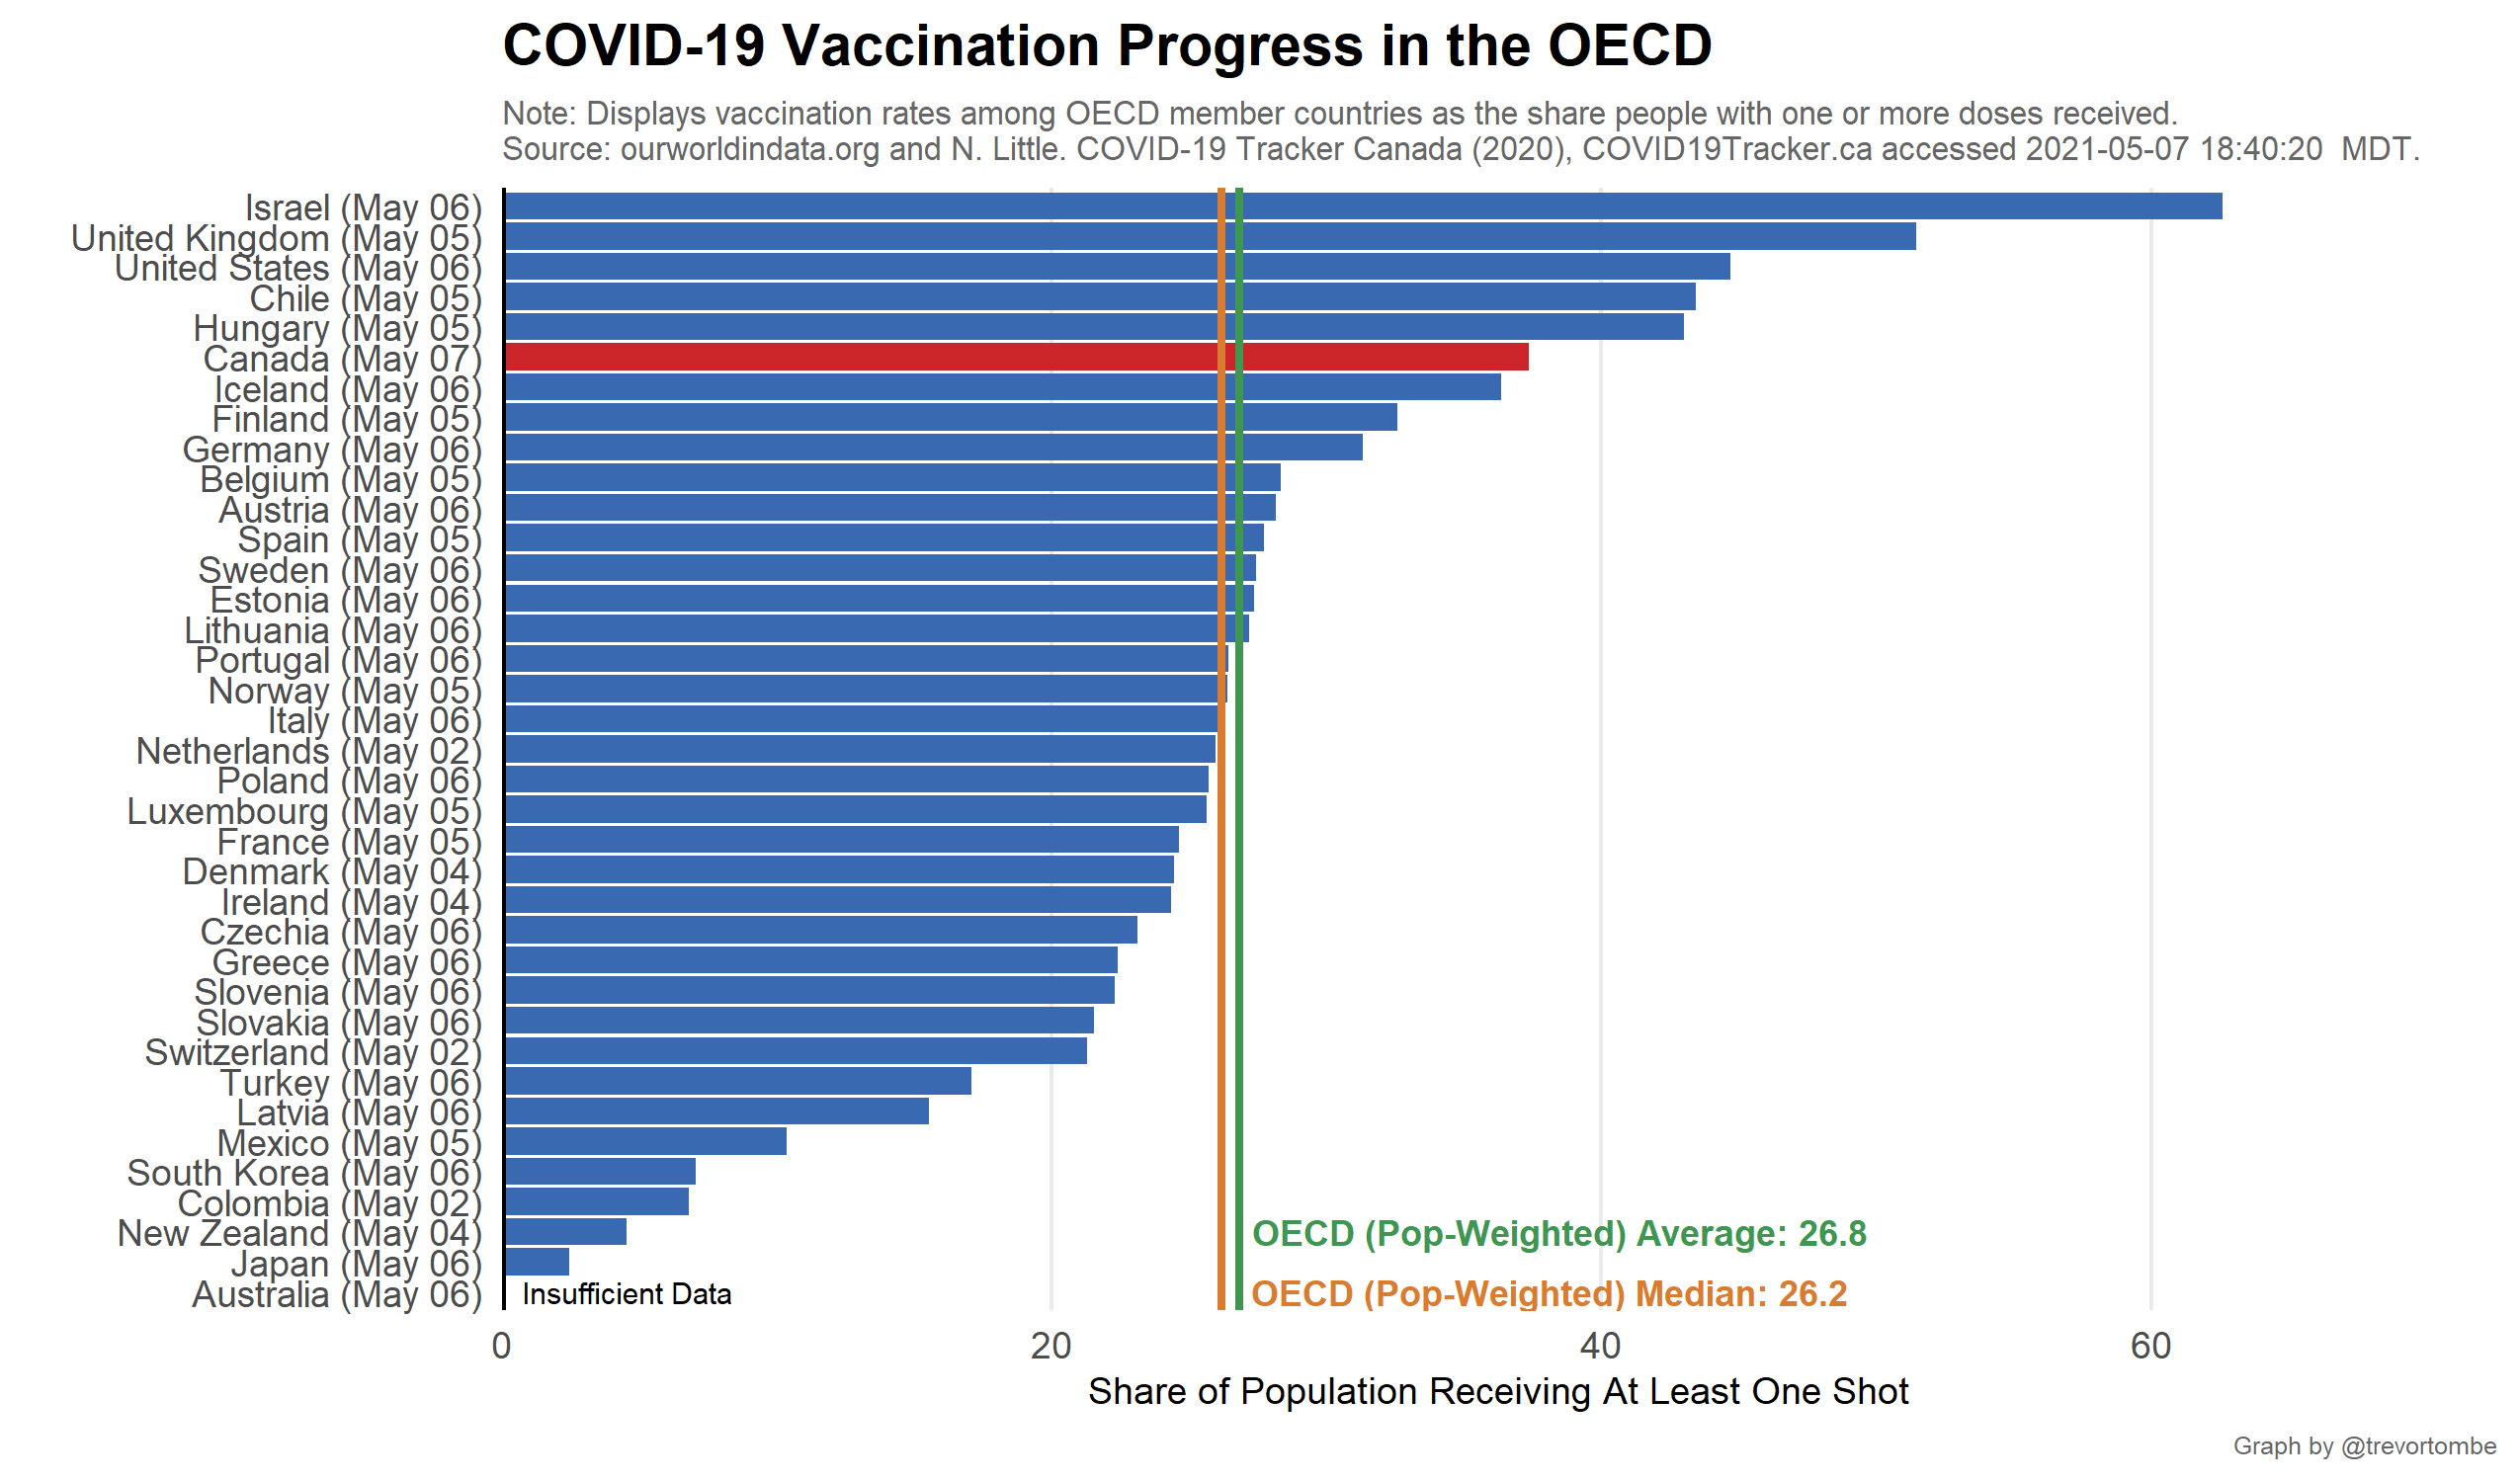 COVID-19 Vaccination Progress in the OECD
Note: Displays vaccination rates among OECD member countries as the share people with one or more doses received.
Source: ourworldindata.org and N. Little. COVID-19 Tracker Canada (2020), COVID19Tracker.ca accessed 2021-05-07 18:40:20  MDT.
Israel (May 06)
United Kingdom (May 05)
United States (May 06)
Chile (May 05)
Hungary (May 05)
Canada (May 07)
Iceland (May 06)
Finland (May 05)
Germany (May 06)
Belgium (May 05)
Austria (May 06)
Spain (May 05)
Sweden (May 06)
Estonia (May 06)
Lithuania (May 06)
Portugal (May 06)
Norway (May 05)
Italy (May 06)
Netherlands (May 02)
Poland (May 06)
Luxembourg (May 05)
France (May 05)
Denmark (May 04)
Ireland (May 04)
Czechia (May 06)
Greece (May 06)
Slovenia (May 06)
Slovakia (May 06)
Switzerland (May 02)
Turkey (May 06)
Latvia (May 06)
Mexico (May 05)
South Korea (May 06)
Colombia (May 02)
New Zealand (May 04) OECD (Pop-Weighted) Average: 26.8
Japan (May 06)
Australia (May 06) Insufficient Data OECD (Pop-Weighted) Median: 26.2
0 20 40 60
Share of Population Receiving At Least One Shot
Graph by @trevortombe